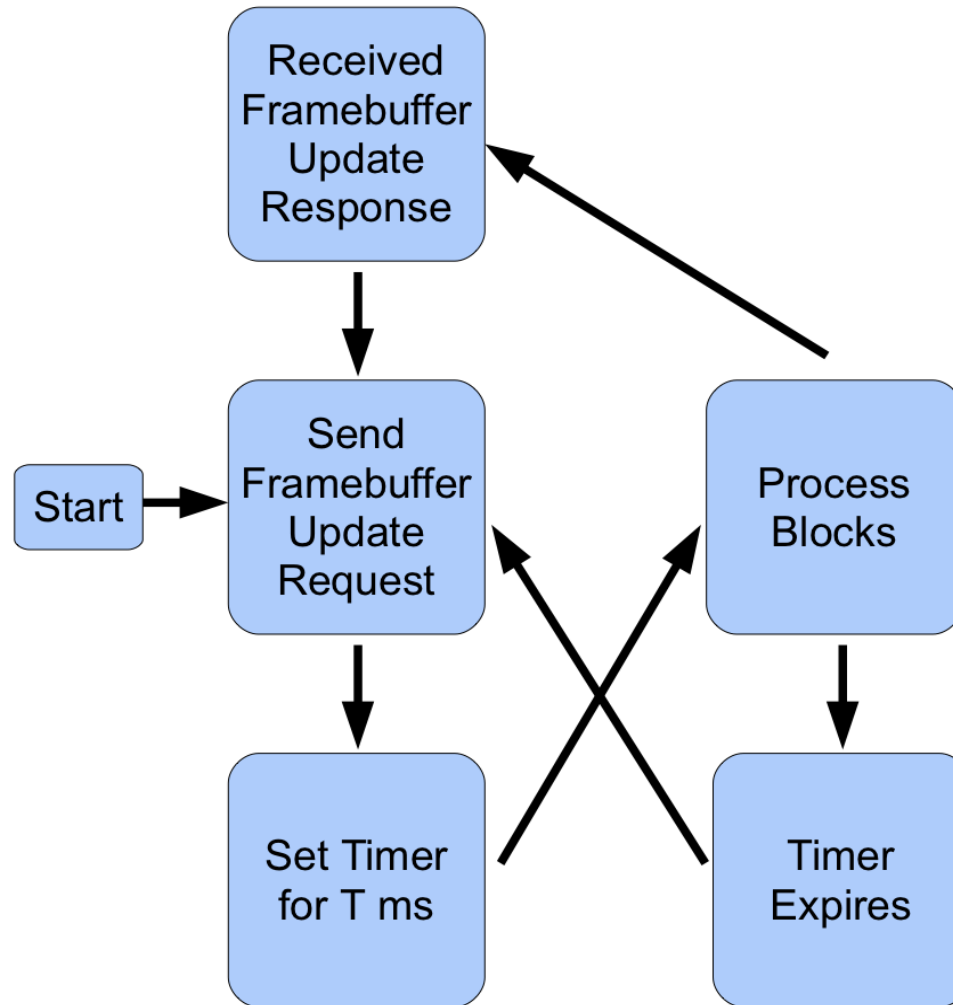 Received
Framebuffer
Update
Response
Send
Framebuffer
Update
Request
Start
Process
Blocks
Set Timer
for T ms
Timer
Expires